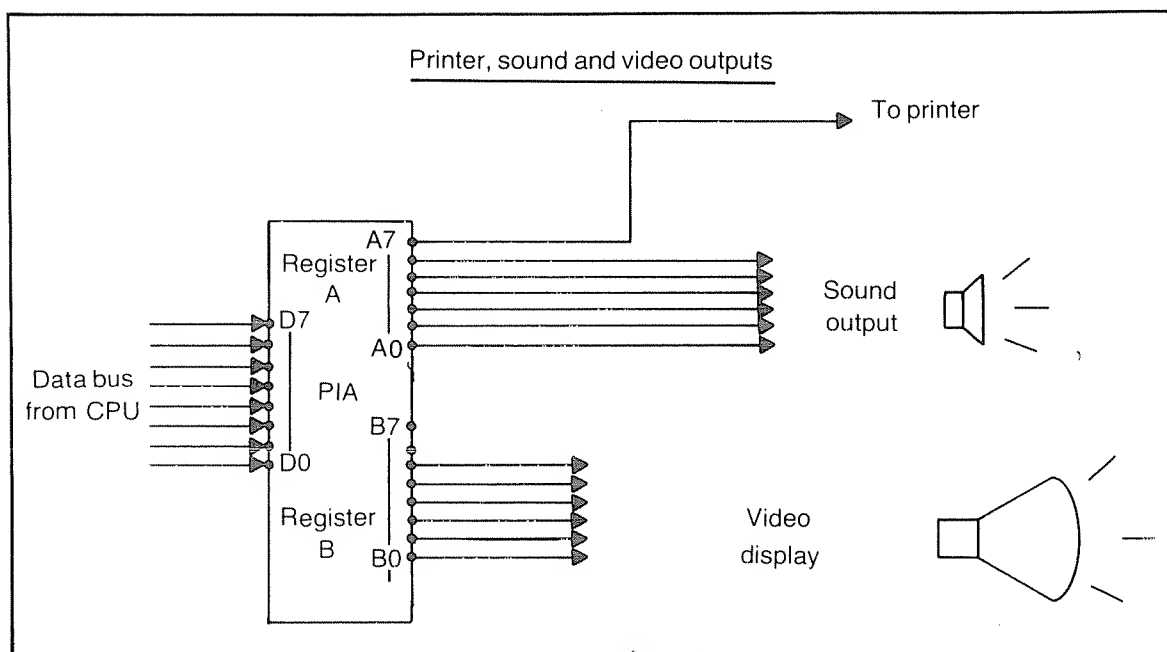 Printer, sound and video outputs
To printer
A7
Register
A
Sound
output
D7
A0
Data bus
from CPU
PIA
B7
D0
Register
B
Video
display
B0